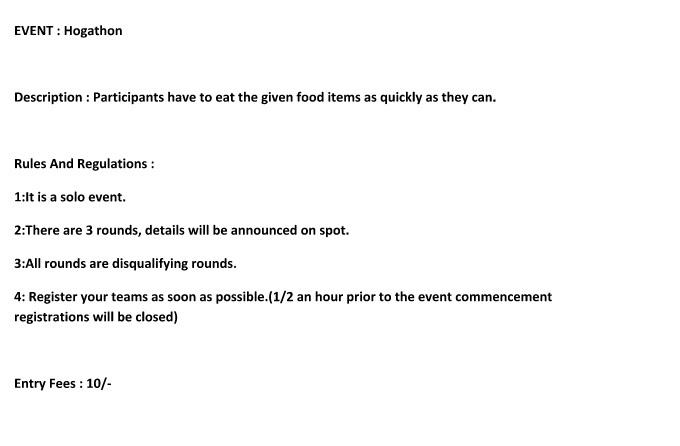 EVENT : Hogathon
Description : Participants have to eat the given food items as quickly as they can.
Rules And Regulations :
1:It is a solo event.
2:There are 3 rounds, details will be announced on spot.
3:All rounds are disqualifying rounds.
4: Register your teams as soon as possible.(1/2 an hour prior to the event commencement
registrations will be closed)
Entry Fees : 10/-